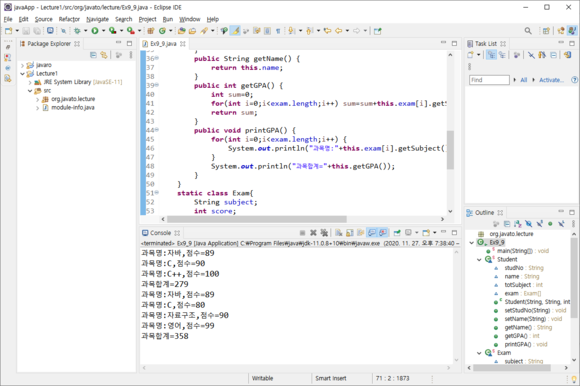 javaApp - Lecture1/src/org/javato/lecture/Ex9_9.java - Eclipse IDE
File Edit Source Refactor Navigate Search Project Run Window Help
Package Explorer
javaro
Lecture1
JRE System Library [JavaSE-11]
src
org.javato.lecture
module-info.java
Ex9_9.java
36 public String getName() {
37 return this.name;
38 }
39 public int getGPA() {
40 int sum=0;
41 for(int i=0;i<exam.length;i++) sum=sum+this.exam[i].getS
42 return sum;
43 }
44 public void printGPA() {
45 for(int i=0;i<exam.length;i++) {
46 System.out.println("과목명:"+this.exam[i].getSubject()
47 }
48 System.out.println("과목합계="+this.getGPA());
49 }
50 }
51 static class Exam{
52 String subject;
53 int score;
Console
<terminated> Ex9_9 [Java Application] C:\Program Files\java\jdk-11.0.8+10\bin\javaw.exe (2020. 11. 27. 오후 7:38:40 –
과목명:자바,점수=89
과목명:C,점수=90
과목명:C++,점수=100
과목합계=279
과목명:자바,점수=89
과목명:C,점수=80
과목명:자료구조,점수=90
과목명:영어,점수=99
과목합계=358
Task List
Find
All
Activate...
Outline
org.javato.lecture
Ex9_9
main(String[]) : void
Student
studNo : String
name : String
totSubject : int
exam : Exam[]
Student(String, String, int
setStudNo(String) : void
setName(String) : void
getName() : String
getGPA() : int
printGPA() : void
Exam
subject : String
Writable
Smart Insert
71 : 2 : 1873